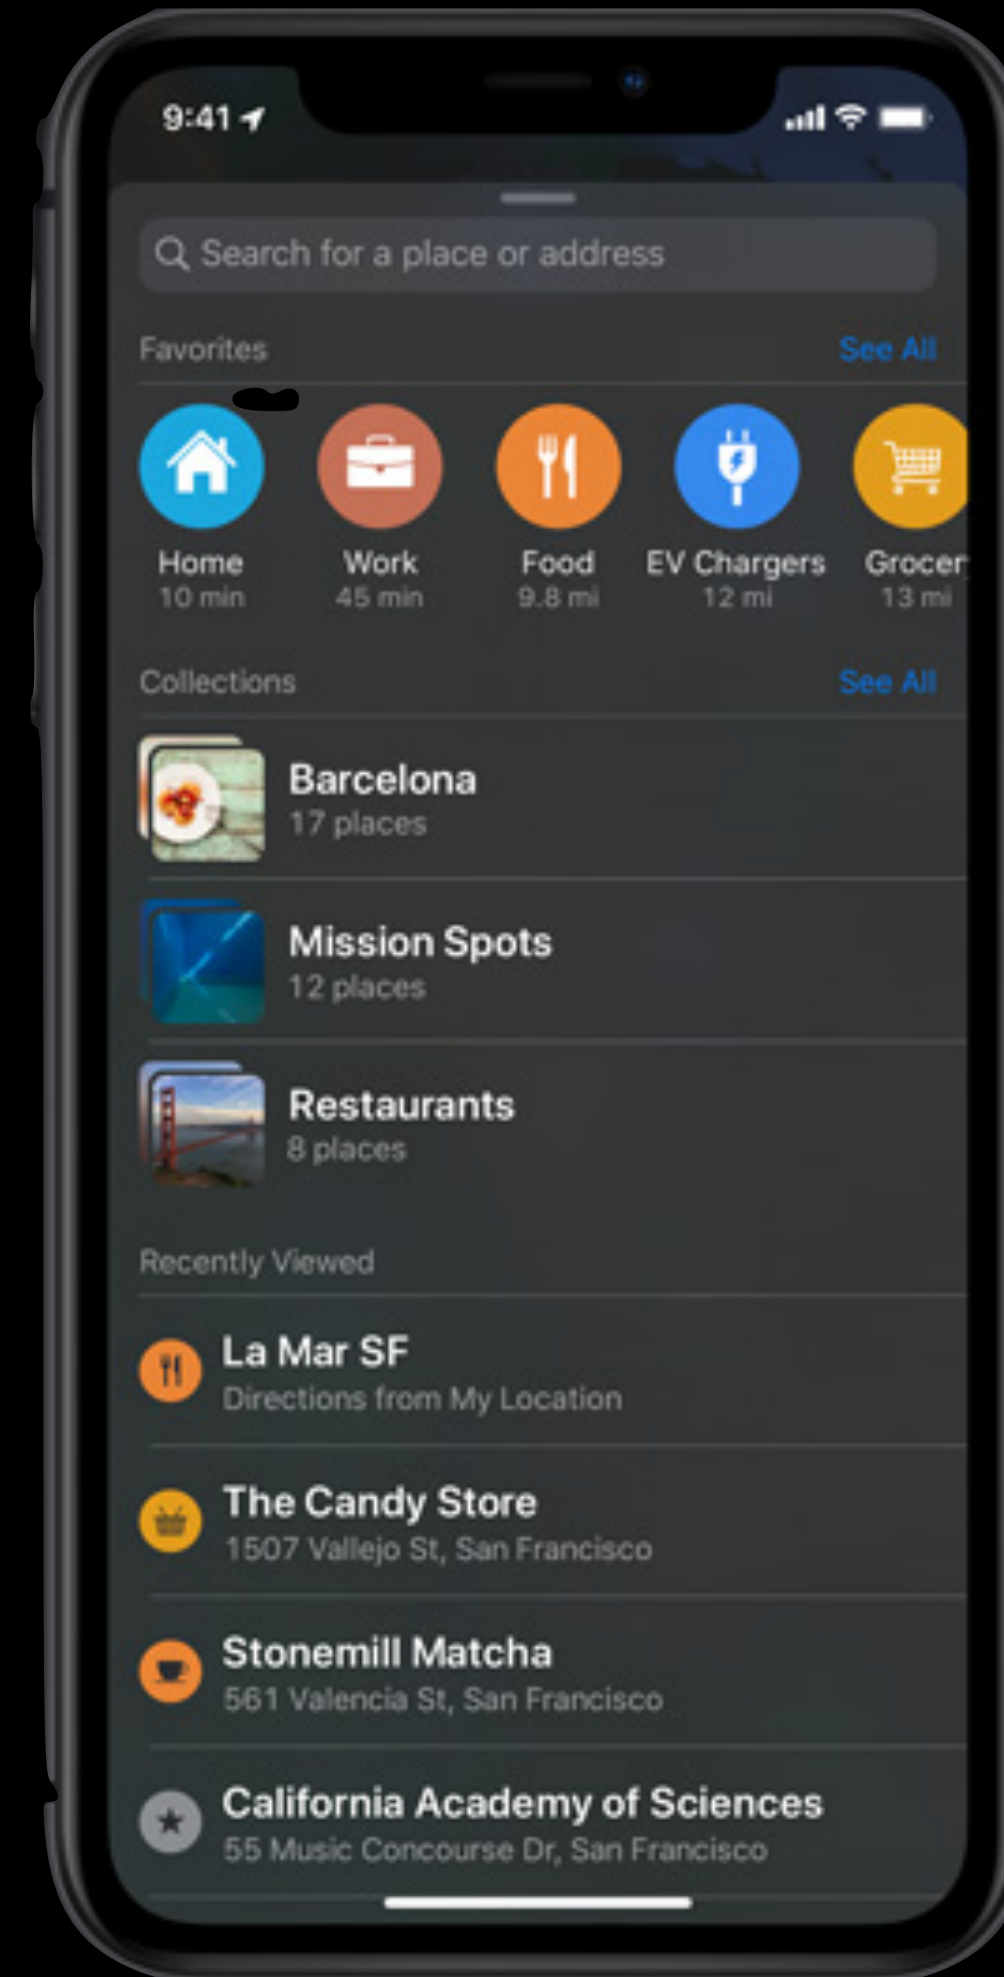 9:41
Search for a place or address
Favorites See All
Home Work Food EV Chargers Grocer
10 min 45 min 9.8 mi 12 mi 13 mi
Collections See All
Barcelona
17 places
Mission Spots
12 places
Restaurants
8 places
Recently Viewed
La Mar SF
Directions from My Location
The Candy Store
1507 Vallejo St, San Francisco
Stonemill Matcha
561 Valencia St, San Francisco
California Academy of Sciences
55 Music Concourse Dr, San Francisco